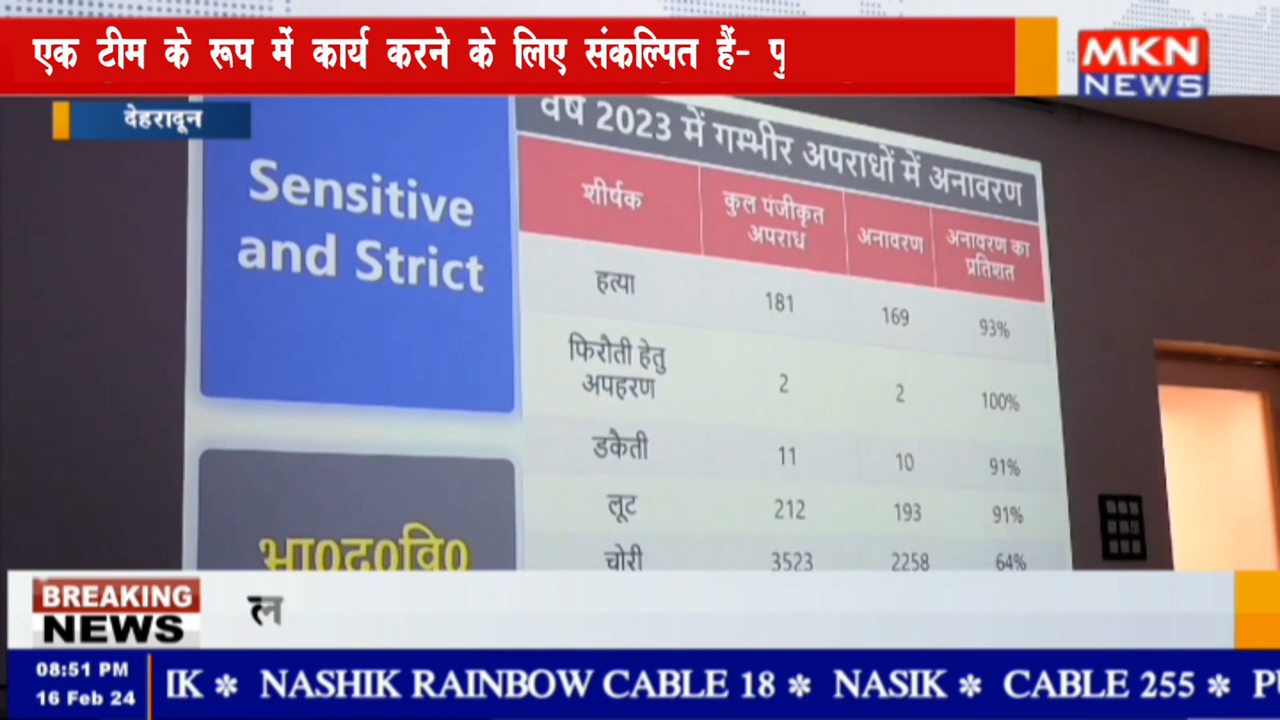 एक टीम के रूप में कार्य करने के लिए संकल्पित हैं- पु
MKN
NEWS
देहरादून
Sensitive
and Strict
वर्ष 2023 में गम्भीर अपराधों में अनावरण
शीर्षक
कुल पंजीकृत
अपराध
अनावरण
अनावरण का
प्रतिशत
हत्या 181 169 93%
फिरौती हेतु
अपहरण
2 2 100%
डकैती 11 10 91%
लूट 212 193 91%
चोरी 3523 2258 64%
भा०द०वि०
BREAKING
NEWS
ल
08:51 PM
16 Feb 24
IK * NASHIK RAINBOW CABLE 18 * NASIK * CABLE 255 *